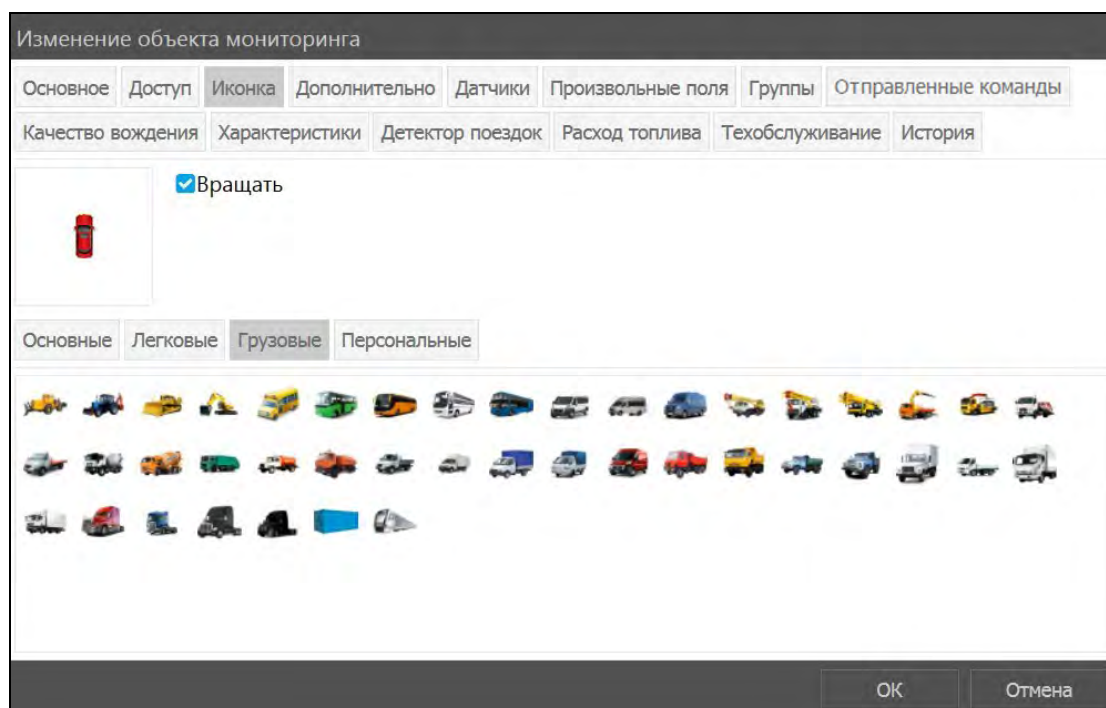 Изменение объекта мониторинга
Основное Доступ Иконка Дополнительно Датчики Произвольные поля Группы Отправленные команды
Качество вождения Характеристики Детектор поездок Расход топлива Техобслуживание История
Вращать
Основные Легковые Грузовые Персональные
ОК Отмена